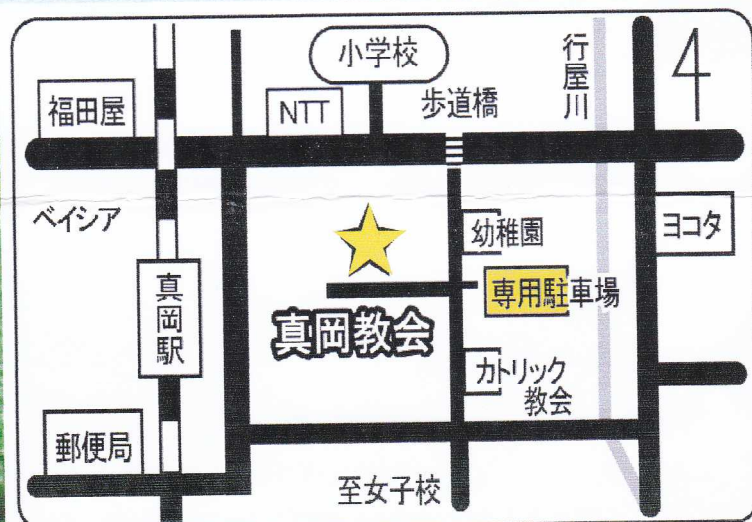 小学校
行屋川
福田屋
NTT
歩道橋
ベイシア
幼稚園
ヨコタ
専用駐車場
真岡駅
真岡教会
カトリック
教会
郵便局
至女子校